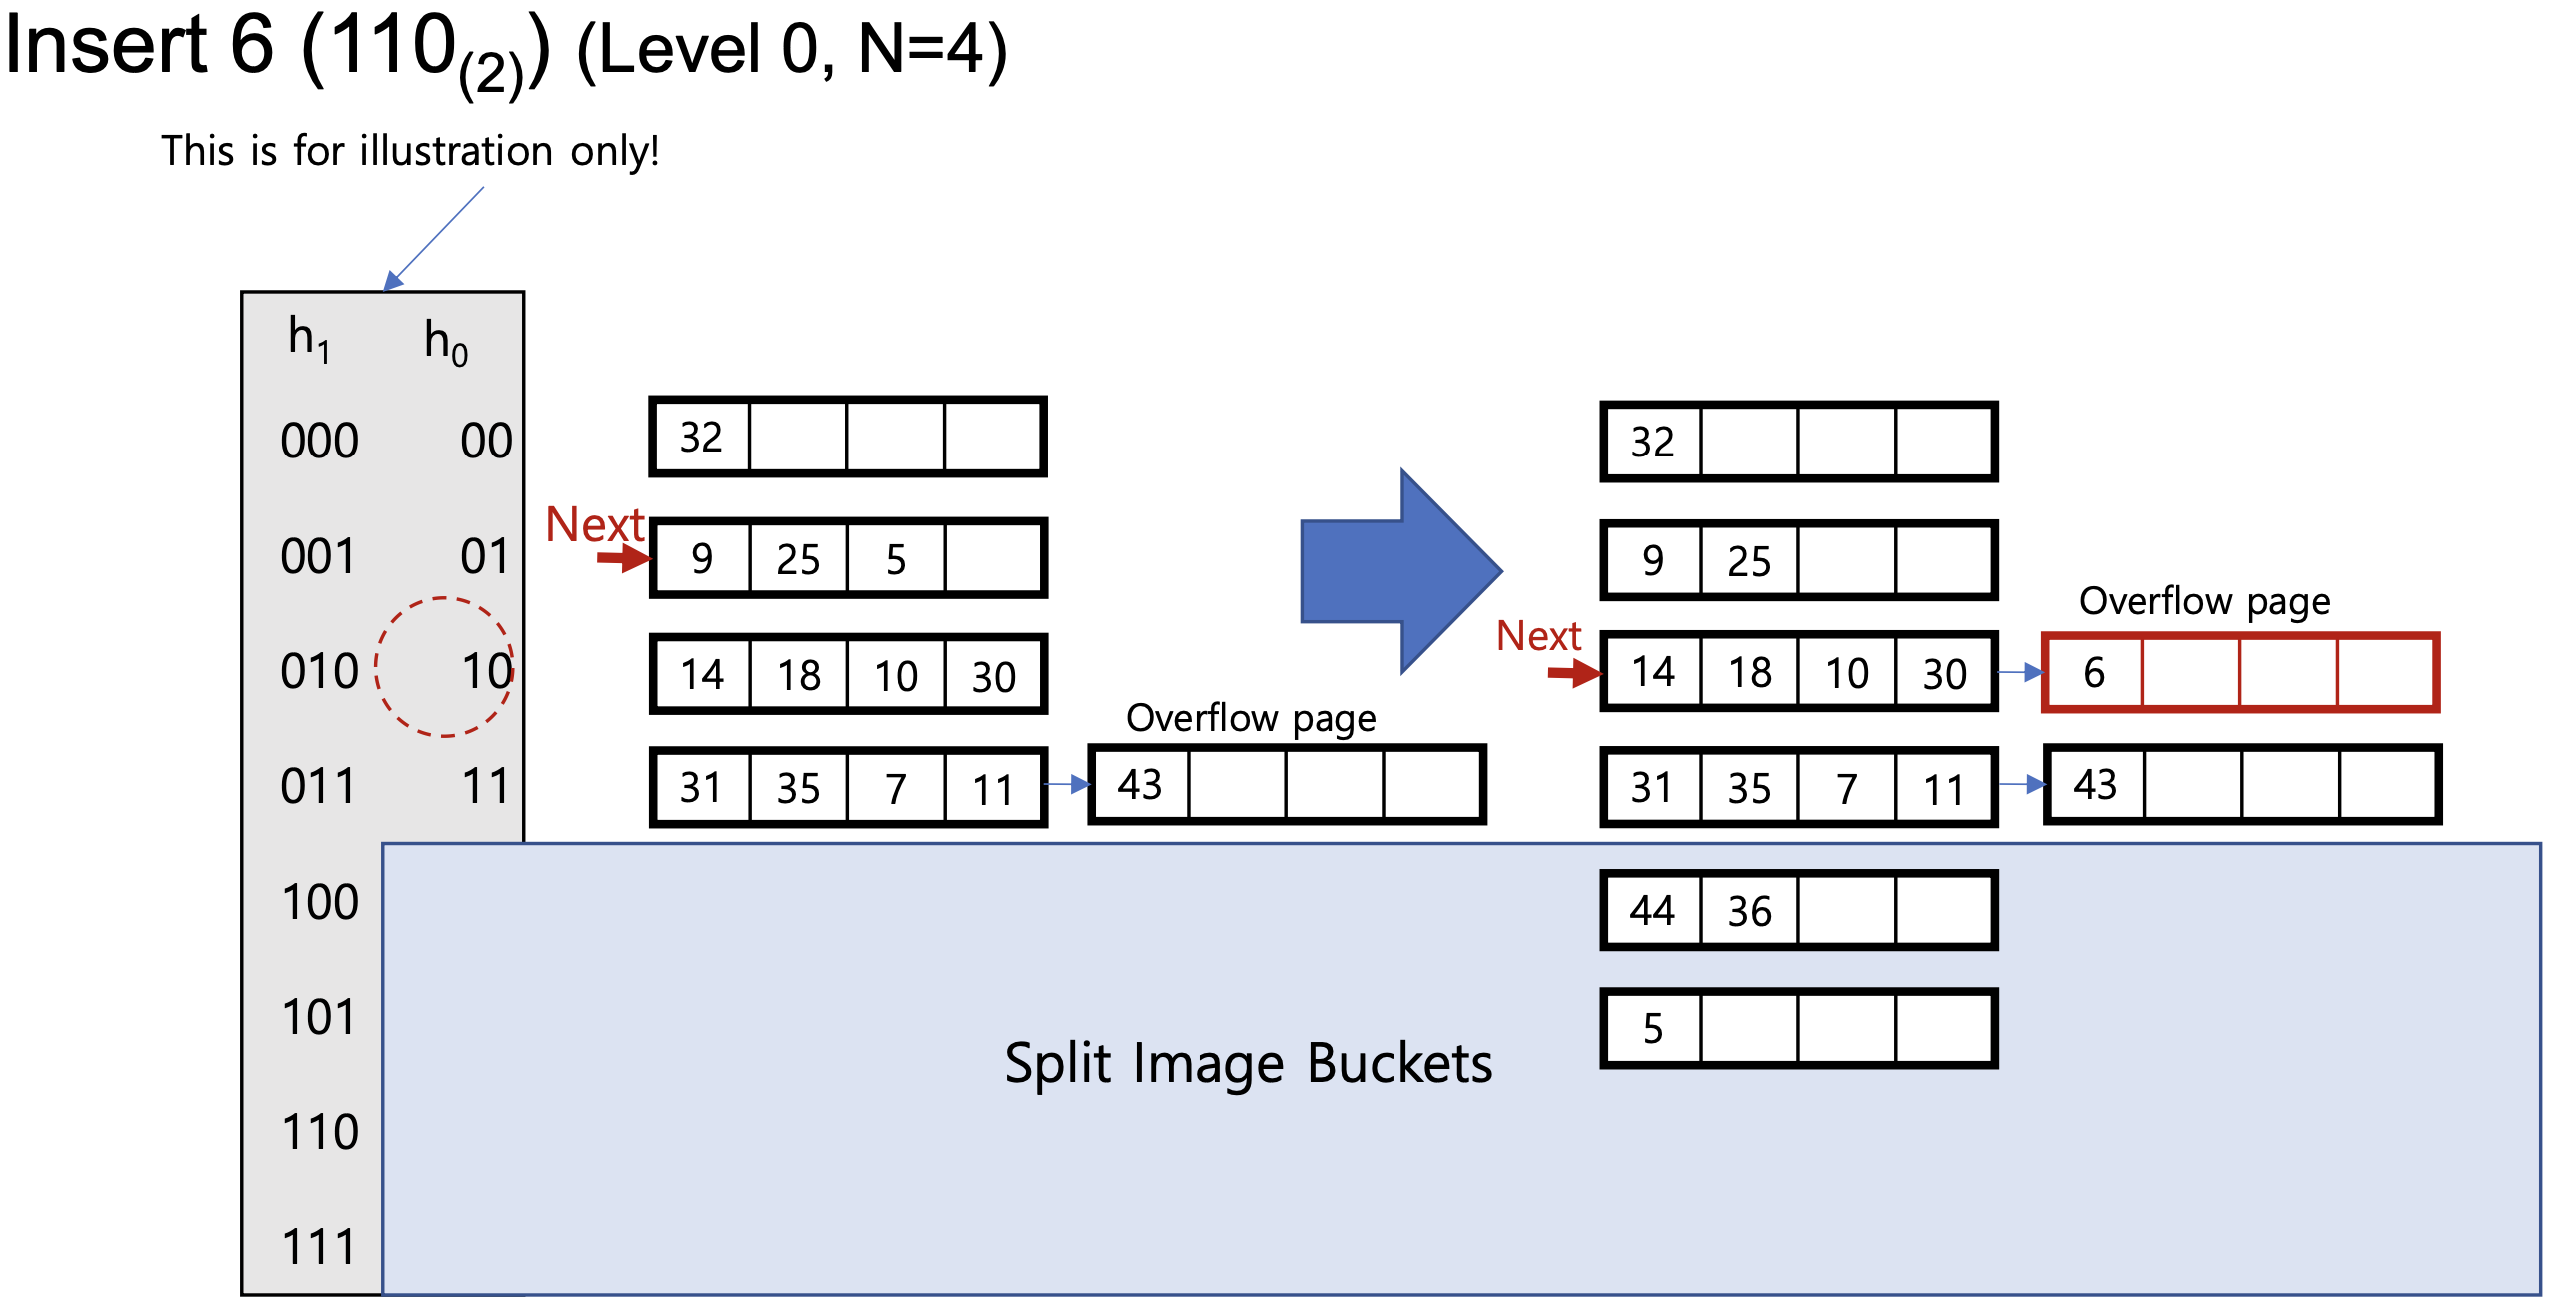 Insert 6 (110(2)) (Level 0, N=4)
This is for illustration only!
h1 h0
000 00
001 01
010 10
011 11
100
101
110
111
32
Next
9 25 5
14 18 10 30
Overflow page
31 35 7 11 43
32
9 25
Overflow page
Next
14 18 10 30 6
31 35 7 11 43
44 36
5
Split Image Buckets